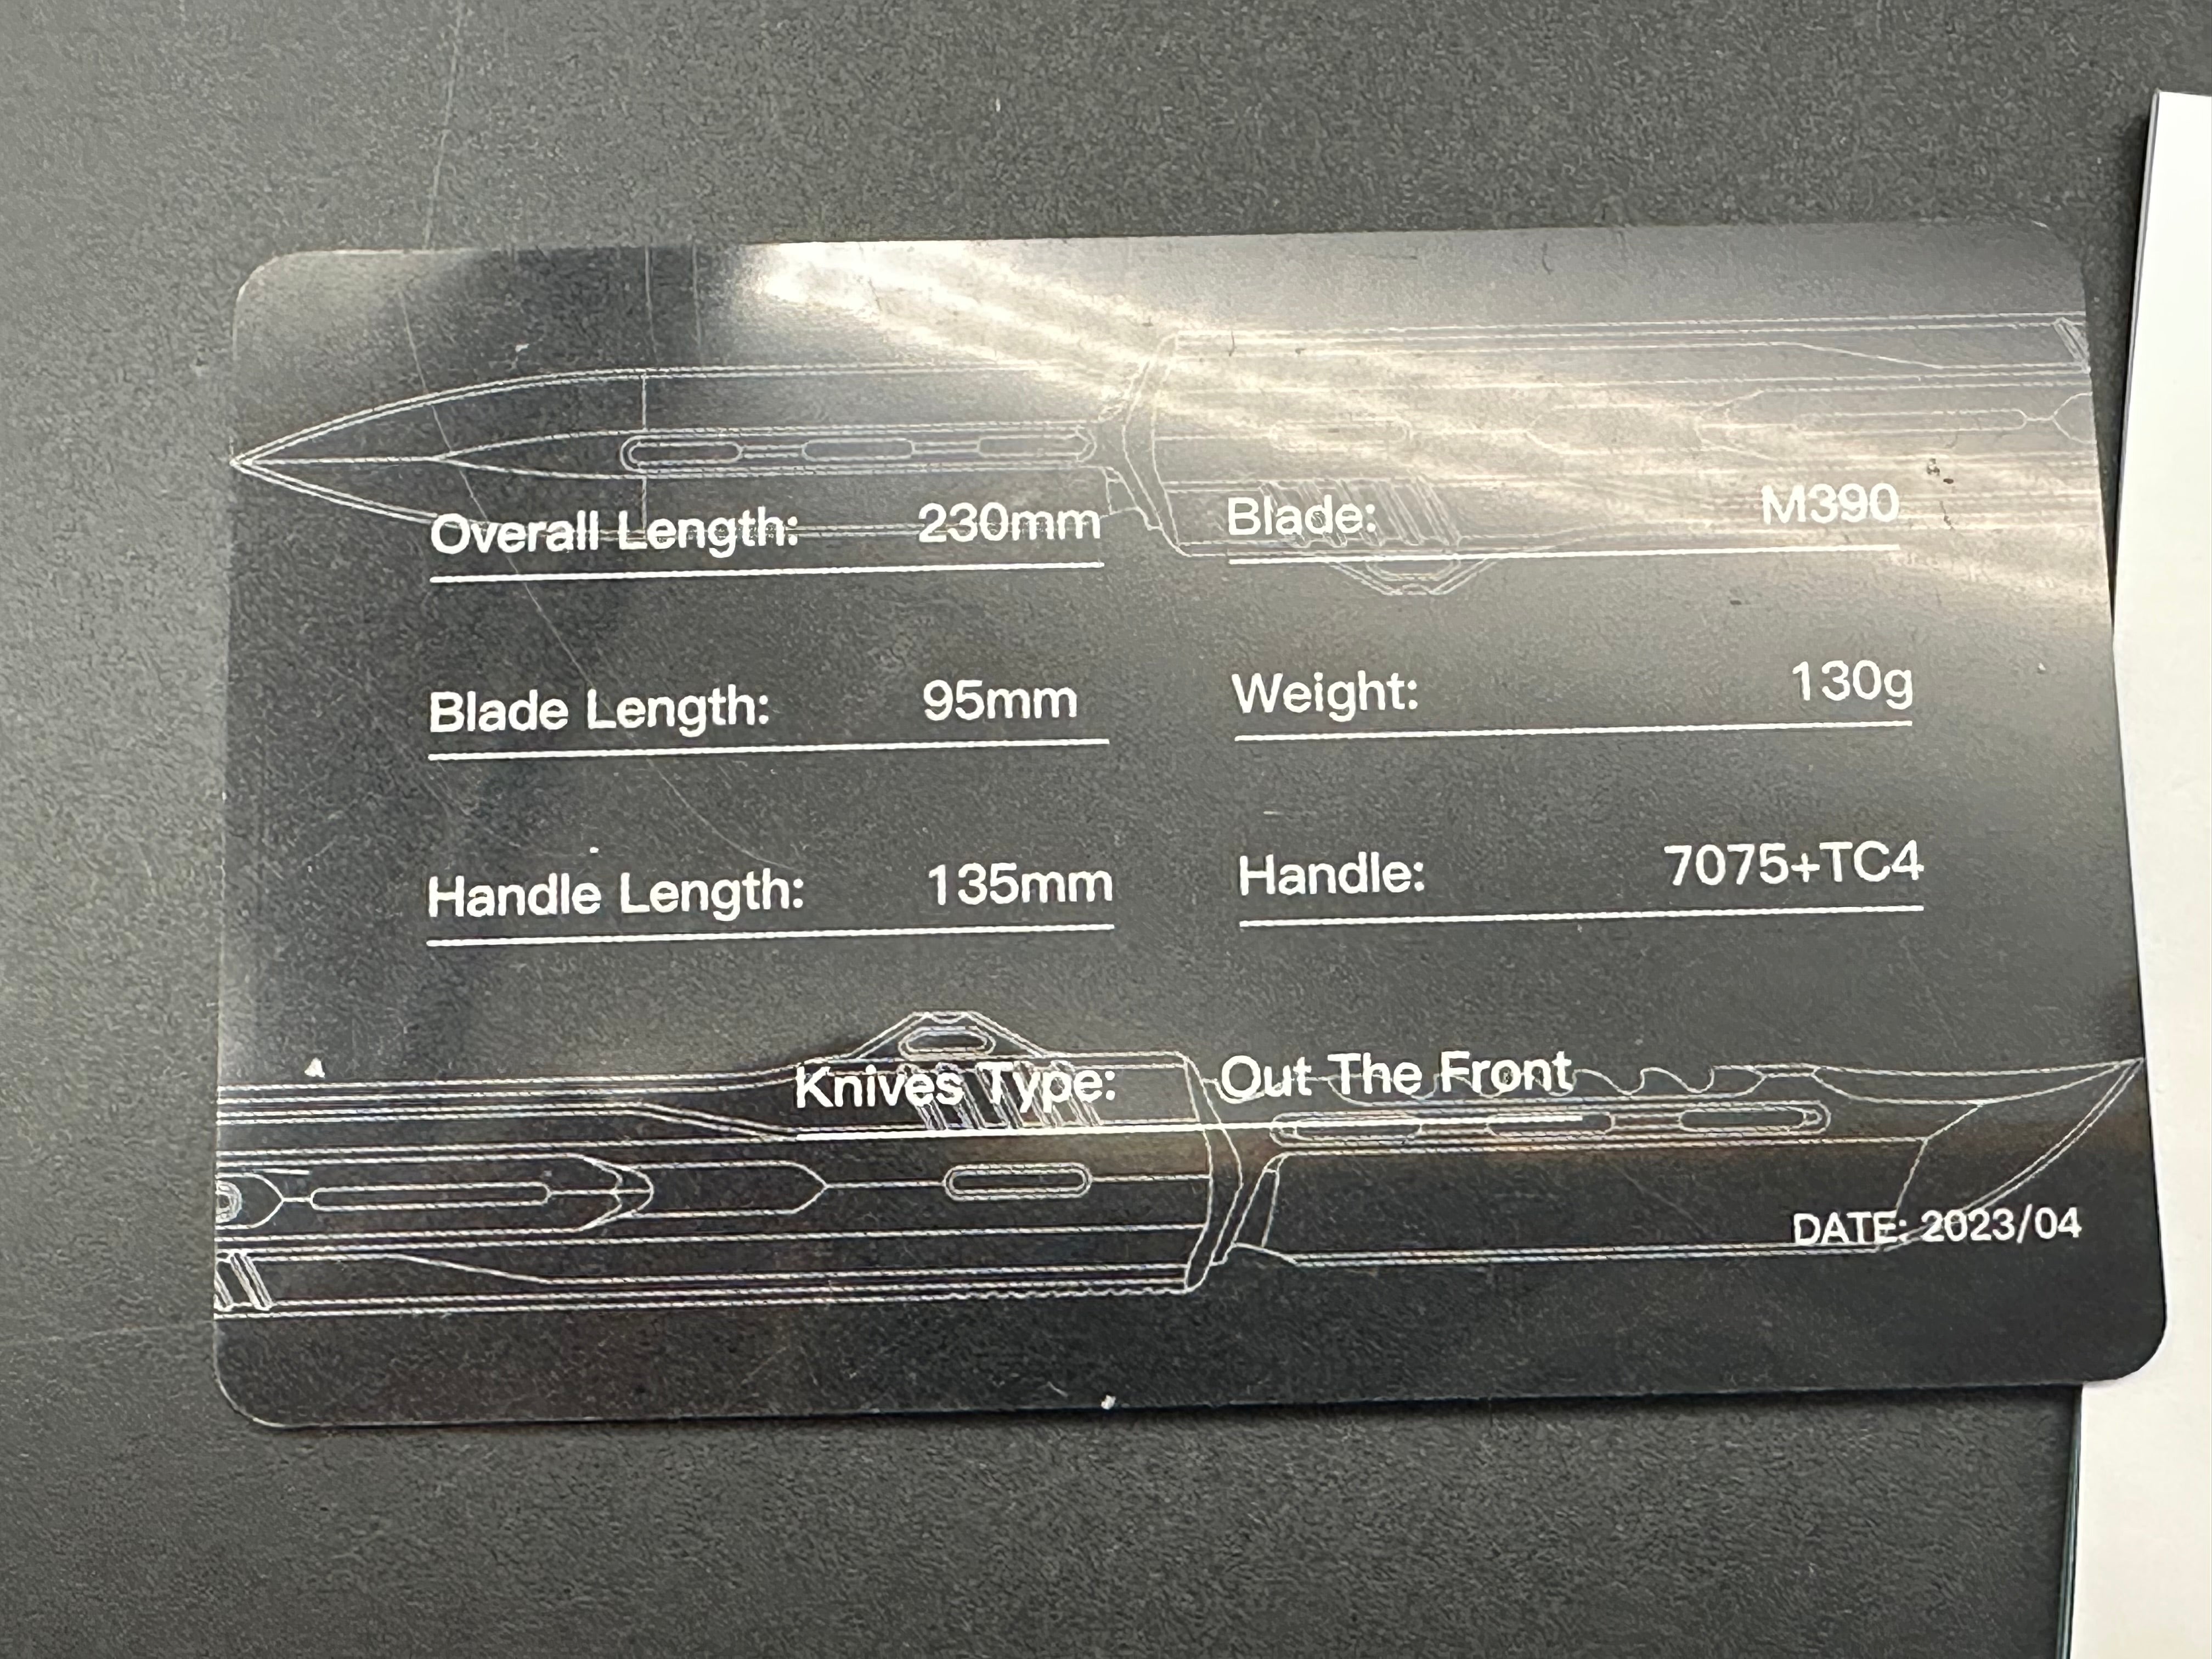 Overall Length: 230mm Blade: M390
Blade Length: 95mm Weight: 130g
Handle Length: 135mm Handle: 7075+TC4
Knives Type: Out The Front
DATE: 2023/04